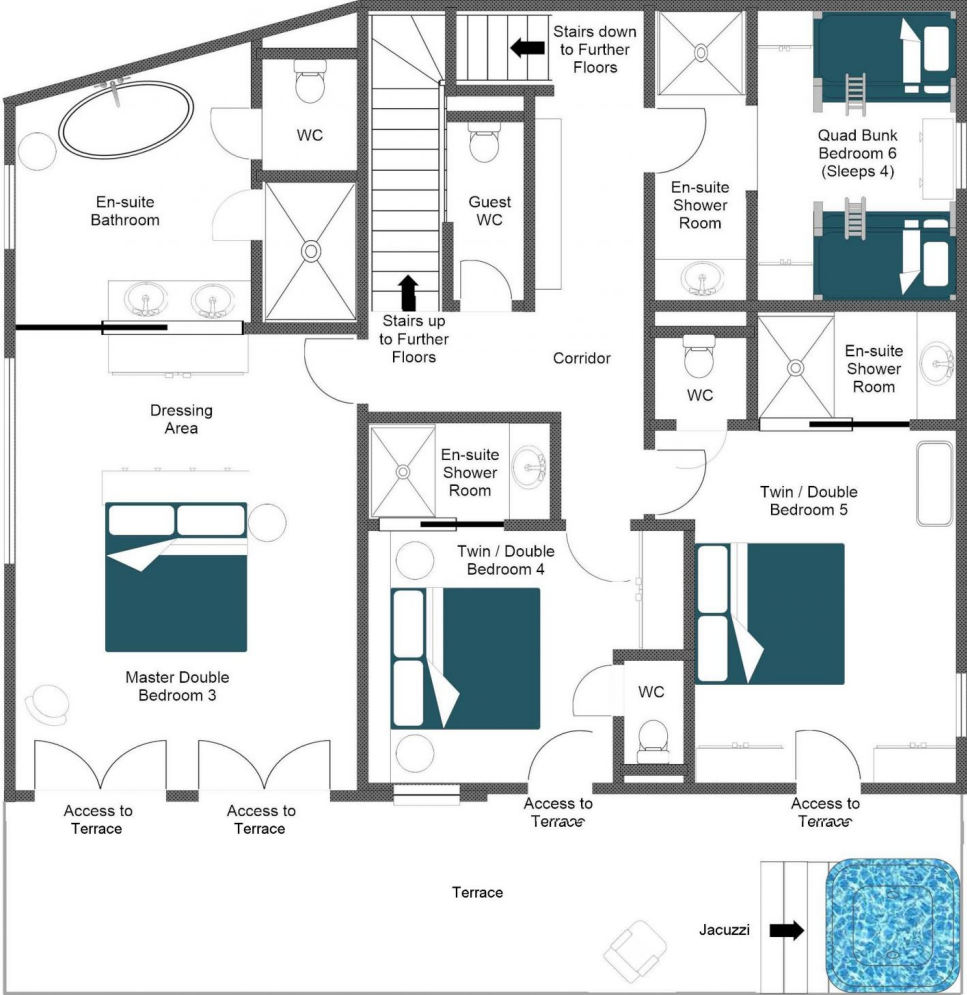 Stairs down
to Further
Floors
WC
Quad Bunk
Bedroom 6
(Sleeps 4)
En-suite
Bathroom
Guest
WC
En-suite
Shower
Room
Stairs up
to Further
Floors
Corridor
En-suite
Shower
Room
WC
Dressing
Area
En-suite
Shower
Room
Twin / Double
Bedroom 5
Twin / Double
Bedroom 4
Master Double
Bedroom 3
WC
Access to
Terrace
Access to
Terrace
Access to
Terrace
Access to
Terrace
Terrace
Jacuzzi